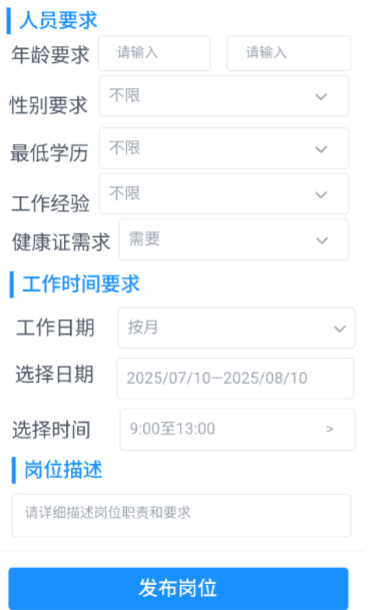 人员要求
年龄要求 请输入 请输入
性别要求 不限
最低学历 不限
工作经验 不限
健康证需求 需要
工作时间要求
工作日期 按月
选择日期 2025/07/10—2025/08/10
选择时间 9:00至13:00 >
岗位描述
请详细描述岗位职责和要求
发布岗位